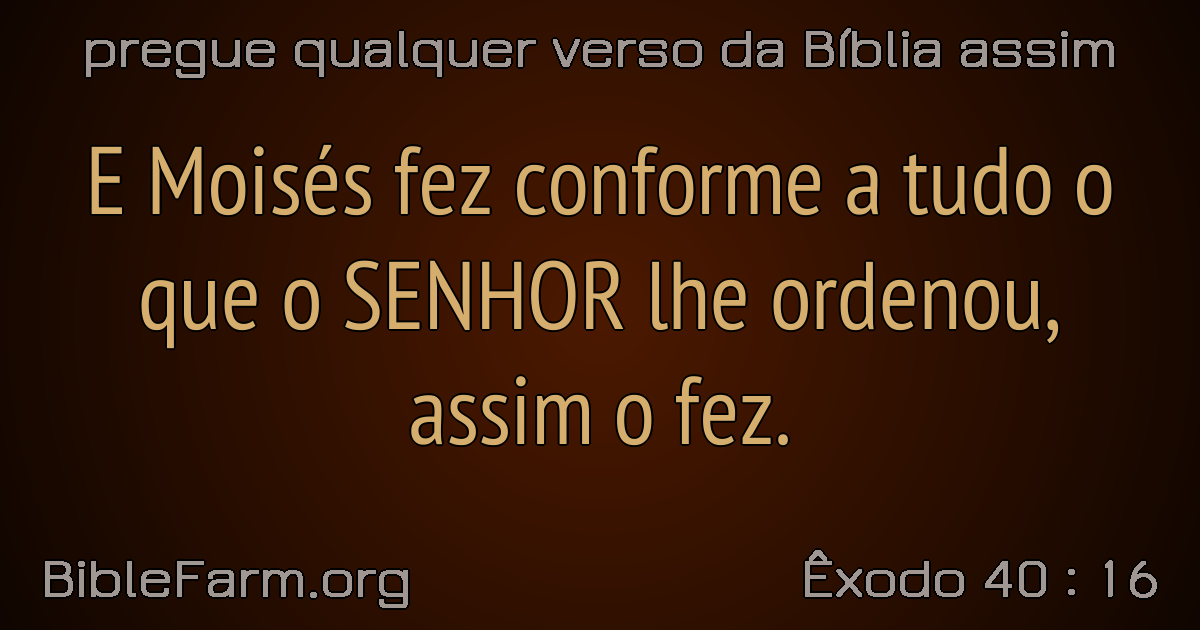 pregue qualquer verso da Bíblia assim
E Moisés fez conforme a tudo o
que o SENHOR lhe ordenou,
assim o fez.
BibleFarm.org
Êxodo 40 : 16